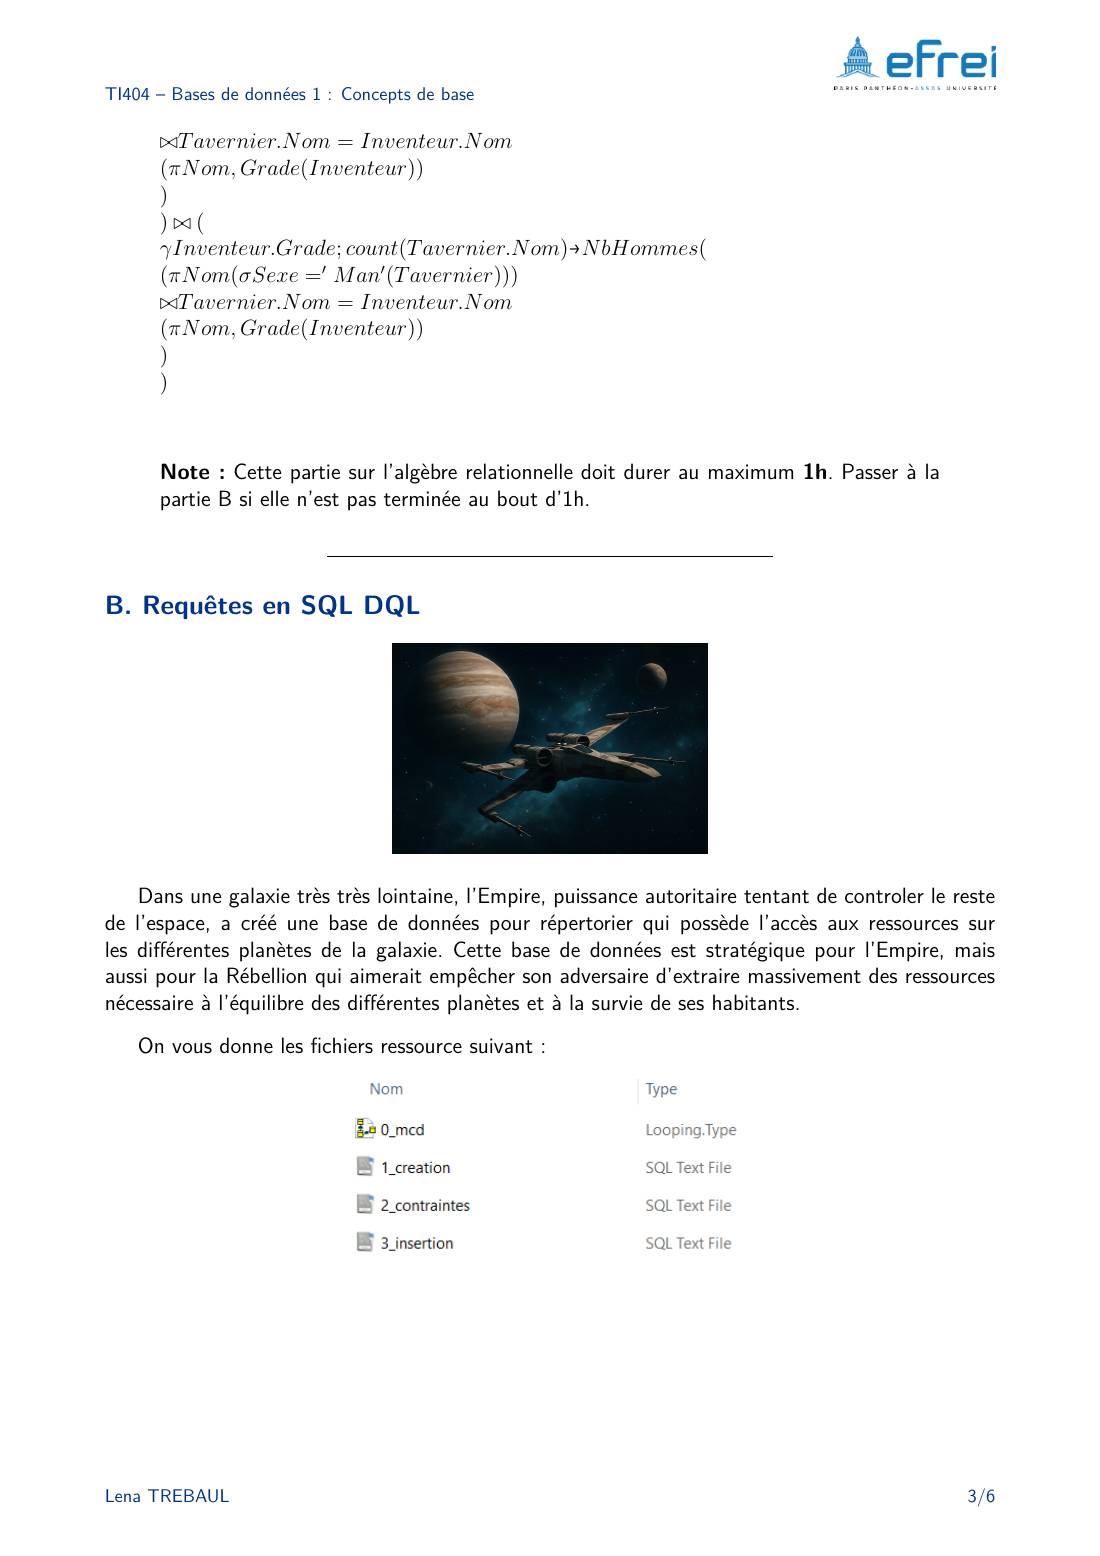 efrei
PARIS PANTHÉON-ASSAS UNIVERSITÉ
TI404 – Bases de données 1 : Concepts de base
⋈Tavernier.Nom = Inventeur.Nom
(πNom, Grade(Inventeur))
)
) ⋈ (
γInventeur.Grade; count(Tavernier.Nom)→NbHommes(
(πNom(σSexe =′ Man′(Tavernier)))
⋈Tavernier.Nom = Inventeur.Nom
(πNom, Grade(Inventeur))
)
)
Note : Cette partie sur l'algèbre relationnelle doit durer au maximum 1h. Passer à la
partie B si elle n'est pas terminée au bout d'1h.
B. Requêtes en SQL DQL
Dans une galaxie très très lointaine, l'Empire, puissance autoritaire tentant de controler le reste
de l'espace, a créé une base de données pour répertorier qui possède l'accès aux ressources sur
les différentes planètes de la galaxie. Cette base de données est stratégique pour l'Empire, mais
aussi pour la Rébellion qui aimerait empêcher son adversaire d'extraire massivement des ressources
nécessaire à l'équilibre des différentes planètes et à la survie de ses habitants.
On vous donne les fichiers ressource suivant :
Nom Type
0_mcd Looping.Type
1_creation SQL Text File
2_contraintes SQL Text File
3_insertion SQL Text File
Lena TREBAUL 3/6